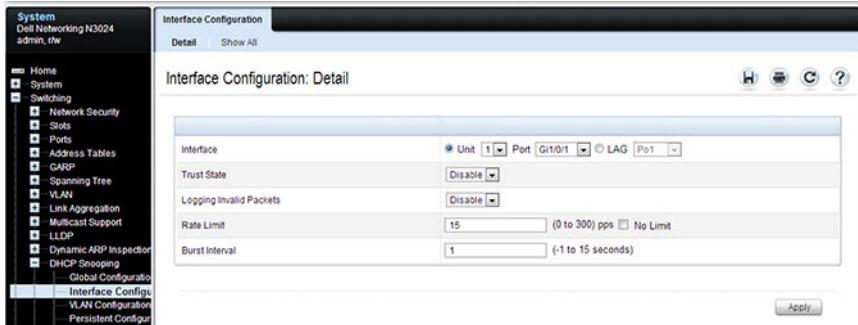 System
Dell Networking N3024
admin, r/w
Home
System
Switching
Network Security
Slots
Ports
Address Tables
GARP
Spanning Tree
VLAN
Link Aggregation
Multicast Support
LLDP
Dynamic ARP Inspection
DHCP Snooping
Global Configuratio
Interface Configu
VLAN Configuration
Persistent Configur
Interface Configuration
Detail Show All
Interface Configuration: Detail
Interface Unit 1 Port Gi1/0/1 LAG Po1
Trust State Disable
Logging Invalid Packets Disable
Rate Limit 15 (0 to 300) pps No Limit
Burst Interval 1 (-1 to 15 seconds)
Apply